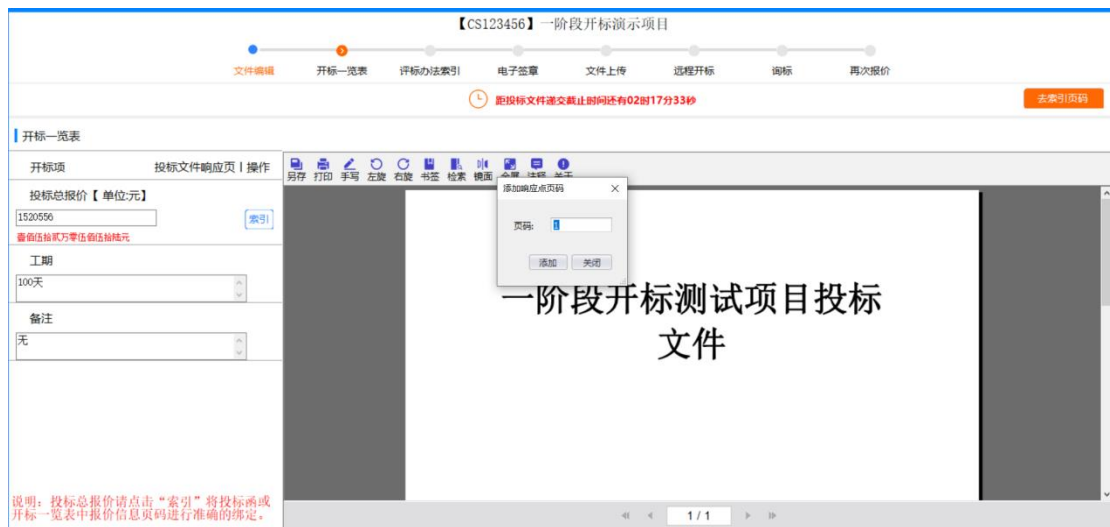 【CS123456】一阶段开标演示项目
文件编辑 开标一览表 评标办法索引 电子签章 文件上传 远程开标 询标 再次报价
距投标文件递交截止时间还有02时17分33秒
去索引页码
开标一览表
开标项 投标文件响应页 | 操作
另存 打印 手写 左旋 右旋 书签 检索 镜面 全屏 注释 关于
投标总报价【 单位:元】
1520556 索引
壹佰伍拾贰万零伍佰伍拾陆元
工期
100天
备注
无
添加响应点页码
页码: 1
添加 关闭
一阶段开标测试项目投标
文件
说明：投标总报价请点击“索引”将投标函或
开标一览表中报价信息页码进行准确的绑定。
1 / 1